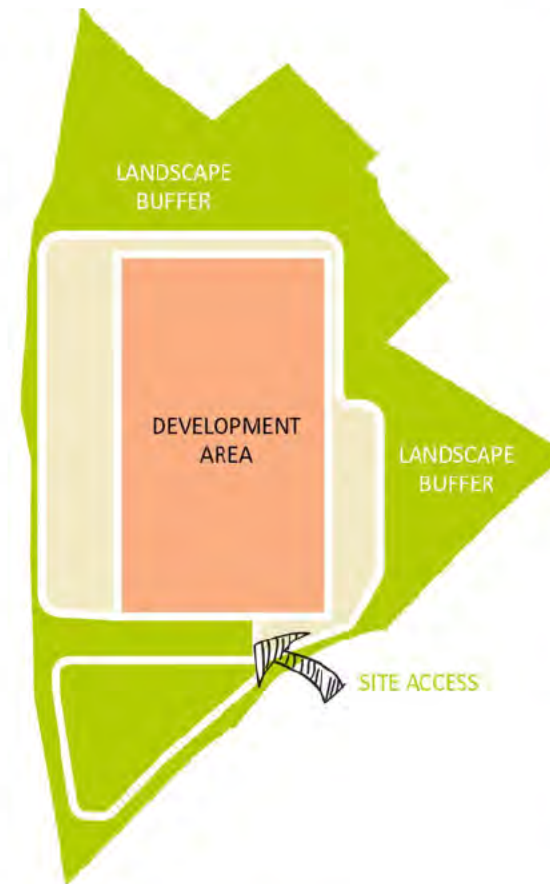 LANDSCAPE
BUFFER
DEVELOPMENT
AREA
LANDSCAPE
BUFFER
SITE ACCESS